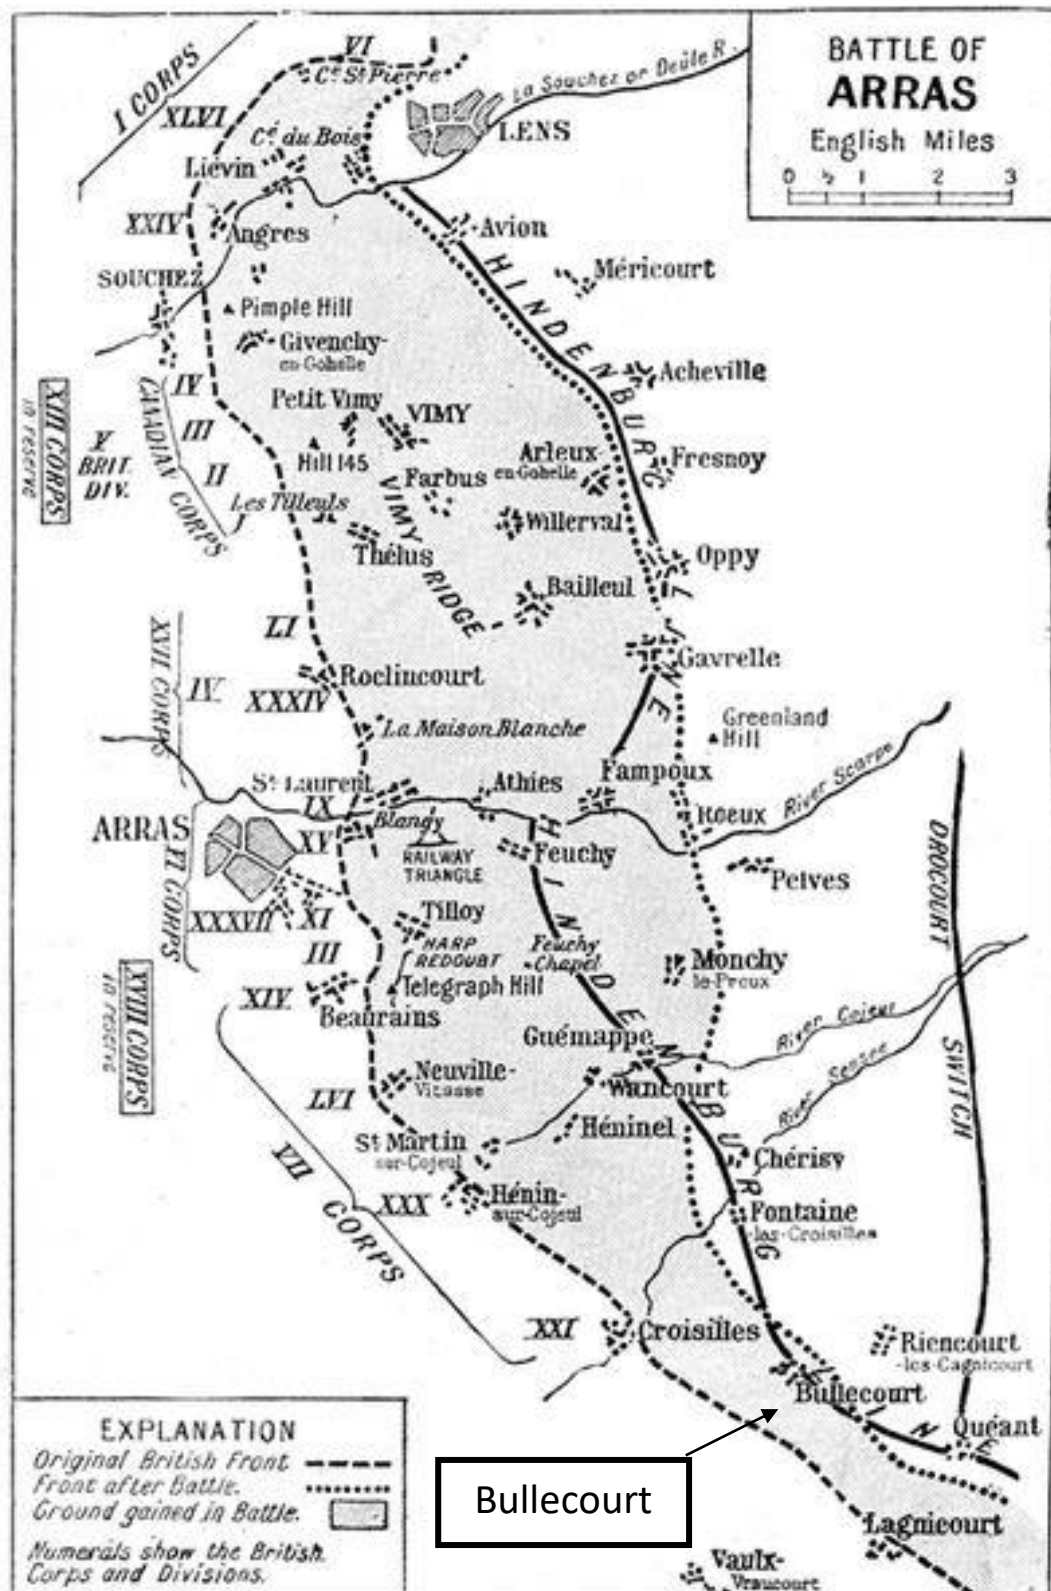 BATTLE OF
ARRAS
English Miles
0 ½ 1 2 3
I CORPS
VI
Cé St Pierre
La Souchez or Deûle R.
LENS
XLVI
Cé du Bois
Liévin
XXIV
Angres
Avion
SOUCHEZ
Méricourt
Pimple Hill
Givenchy-
en-Gohelle
HINDENBURG LINE
Acheville
XIII CORPS
in reserve
V
BRIT.
DIV.
CANADIAN CORPS
IV
III
II
I
Petit Vimy
VIMY
Hill 145
Arleux-
en-Gohelle
Fresnoy
Farbus
VIMY RIDGE
Les Tilleuls
Willerval
Thélus
Oppy
Bailleul
LI
XVII CORPS
IV
Roclincourt
XXXIV
Gavrelle
La Maison Blanche
Greenland
Hill
St Laurent
Athies
Fampoux
River Scarpe
IX
Roeux
ARRAS
VI CORPS
XV
Blangy
RAILWAY
TRIANGLE
Feuchy
HINDENBURG LINE
Pelves
DROCOURT SWITCH
XXXVII
XI
Tilloy
III
HARP
REDOUBT
Feuchy
Chapel
Monchy
le-Preux
XVIII CORPS
in reserve
XIV
Telegraph Hill
Beaurains
Guémappe
River Cojeur
River Sensée
Neuville-
Vitasse
Wancourt
LVI
VII CORPS
St Martin
sur-Cojeul
Héninel
Chérisy
XXX
Hénin-
sur-Cojeul
Fontaine
-les-Croisilles
XXI
Croisilles
Riencourt
-les-Cagnicourt
Bullecourt
Quéant
Bullecourt
Lagnicourt
Vaulx-
Vraucourt
EXPLANATION
Original British Front
Front after Battle.
Ground gained in Battle.
Numerals show the British
Corps and Divisions.